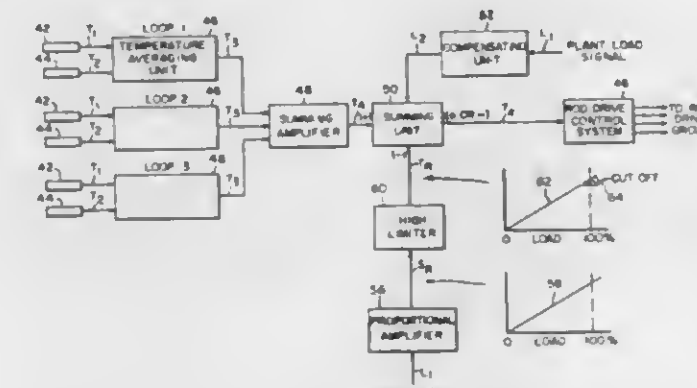 42
T1
LOOP 1
46
T3
44
T2
TEMPERATURE
AVERAGING
UNIT
42
T1
LOOP 2
46
T3
44
T2
42
T1
LOOP 3
46
T3
44
T2
48
SUMMING
AMPLIFIER
TA
50
SUMMING
UNIT
L2
COMPENSATING
UNIT
L1
PLANT LOAD
SIGNAL
(+ OR -)
ROD DRIVE
CONTROL
SYSTEM
TR
60
HIGH
LIMITER
SR
56
PROPORTIONAL
AMPLIFIER
L1
62
CUT OFF
64
0
LOAD
100%
58
0
LOAD
100%